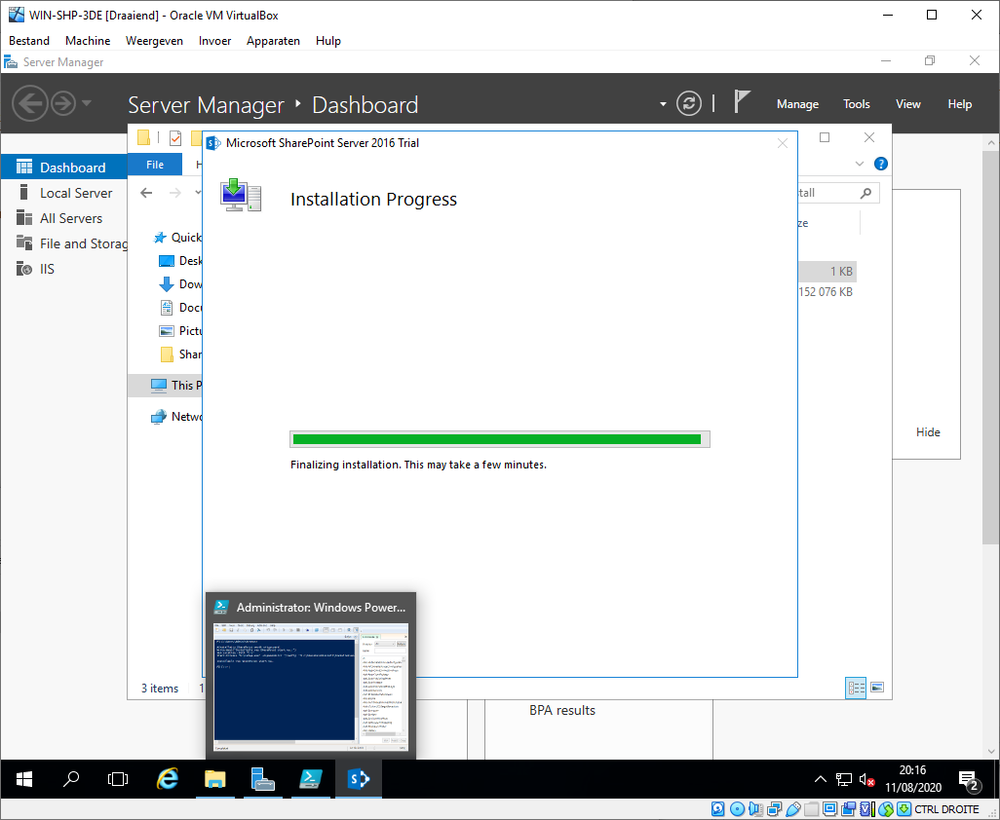 WIN-SHP-3DE [Draaiend] - Oracle VM VirtualBox
Bestand Machine Weergeven Invoer Apparaten Hulp
Server Manager
Server Manager Dashboard
Manage Tools View Help
Microsoft SharePoint Server 2016 Trial
File H
Dashboard
Local Server
All Servers
File and Storag
IIS
Installation Progress
tall
ze
Quick
Desk
Dow
Docu
Pictu
Shar
This P
Netwo
1 KB
152 076 KB
Hide
Finalizing installation. This may take a few minutes.
Administrator: Windows Power...
3 items 1
BPA results
20:16
11/08/2020
2
CTRL DROITE